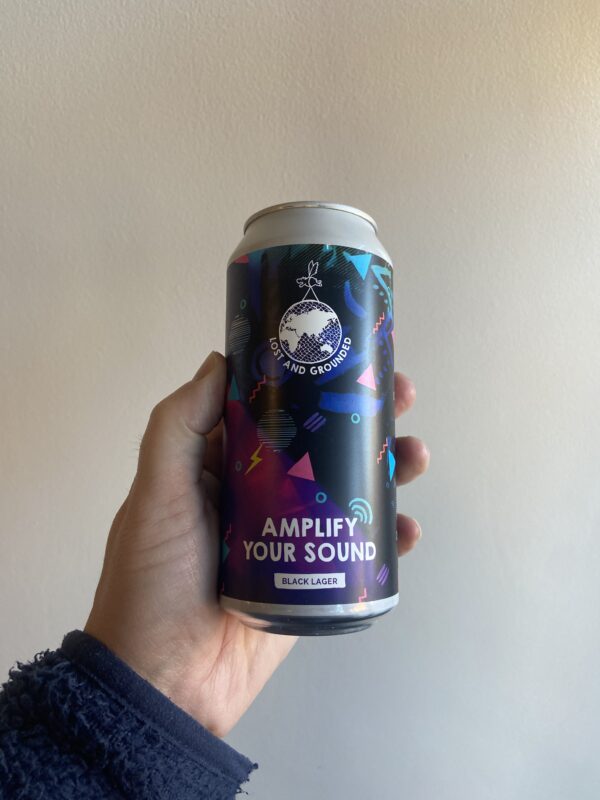 LOST AND GROUNDED
AMPLIFY
YOUR SOUND
BLACK LAGER